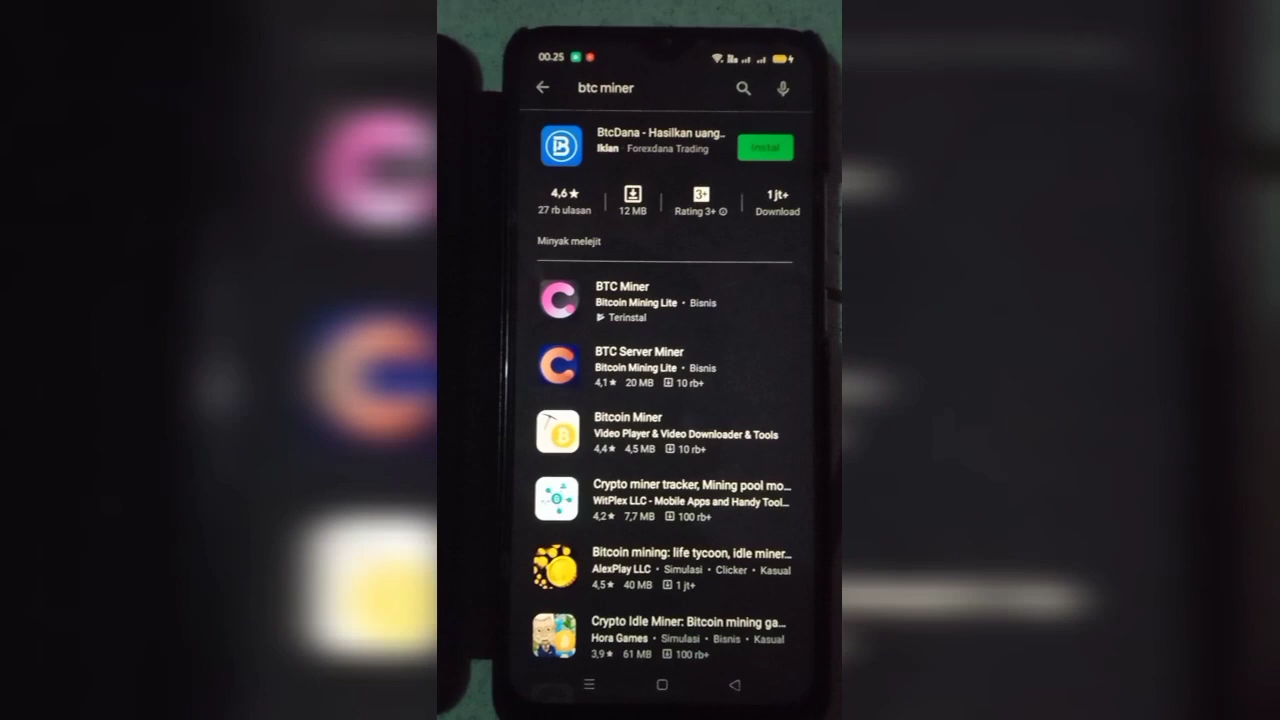 00.25
btc miner
BtcDana - Hasilkan uang..
Iklan · Forexdana Trading
Instal
4,6★
27 rb ulasan
12 MB
3+
Rating 3+
1 jt+
Download
Minyak melejit
BTC Miner
Bitcoin Mining Lite • Bisnis
Terinstal
BTC Server Miner
Bitcoin Mining Lite • Bisnis
4,1★ 20 MB 10 rb+
Bitcoin Miner
Video Player & Video Downloader & Tools
4,4★ 4,5 MB 10 rb+
Crypto miner tracker, Mining pool mo...
WitPlex LLC - Mobile Apps and Handy Tool...
4,2★ 7,7 MB 100 rb+
Bitcoin mining: life tycoon, idle miner...
AlexPlay LLC • Simulasi • Clicker • Kasual
4,5★ 40 MB 1 jt+
Crypto Idle Miner: Bitcoin mining ga...
Hora Games • Simulasi • Bisnis • Kasual
3,9★ 61 MB 100 rb+